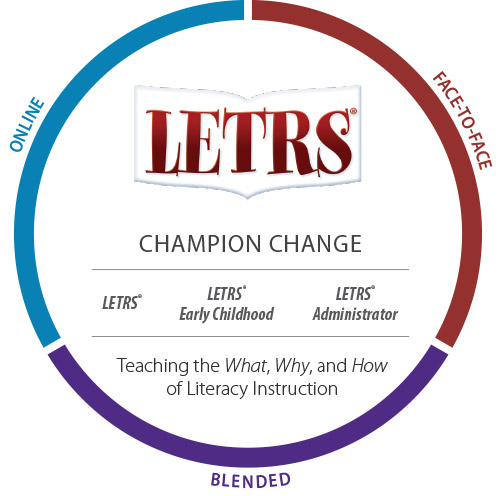 ONLINE
FACE-TO-FACE
LETRS®
CHAMPION CHANGE
LETRS®
LETRS®
Early Childhood
LETRS®
Administrator
Teaching the What, Why, and How
of Literacy Instruction
BLENDED